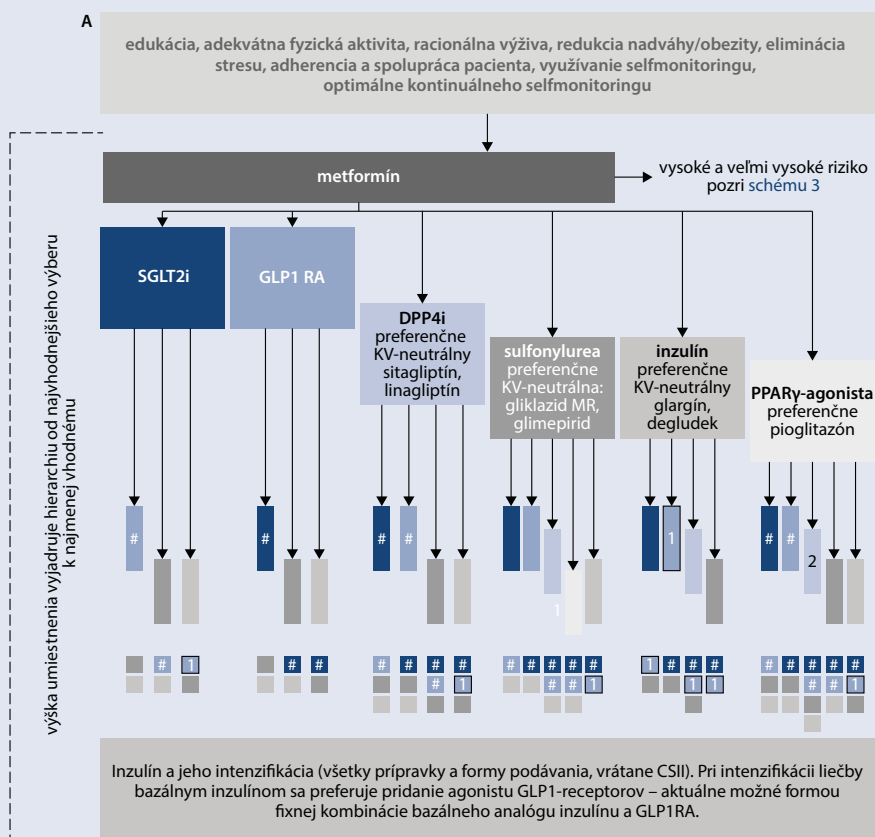 A
edukácia, adekvátna fyzická aktivita, racionálna výživa, redukcia nadváhy/obezity, eliminácia
stresu, adherencia a spolupráca pacienta, využívanie selfmonitoringu,
optimálne kontinuálneho selfmonitoringu
metformín
vysoké a veľmi vysoké riziko
pozri schému 3
výška umiestnenia vyjadruje hierarchiu od najvyhodnejšieho výberu
k najmenej vhodnému
SGLT2i
GLP1 RA
DPP4i
preferenčne
KV-neutrálny
sitagliptín,
linagliptín
sulfonylurea
preferenčne
KV-neutrálna:
gliklazid MR,
glimepirid
inzulín
preferenčne
KV-neutrálny
glargín,
degludek
PPARγ-agonista
preferenčne
pioglitazón
# # # # 1 # #
2
1
# 1 # # # # # # # # # # # 1 # # # # # # # #
# 1 # # 1 1 1 # # 1
Inzulín a jeho intenzifikácia (všetky prípravky a formy podávania, vrátane CSII). Pri intenzifikácii liečby
bazálnym inzulínom sa preferuje pridanie agonistu GLP1-receptorov – aktuálne možné formou
fixnej kombinácie bazálneho analógu inzulínu a GLP1RA.